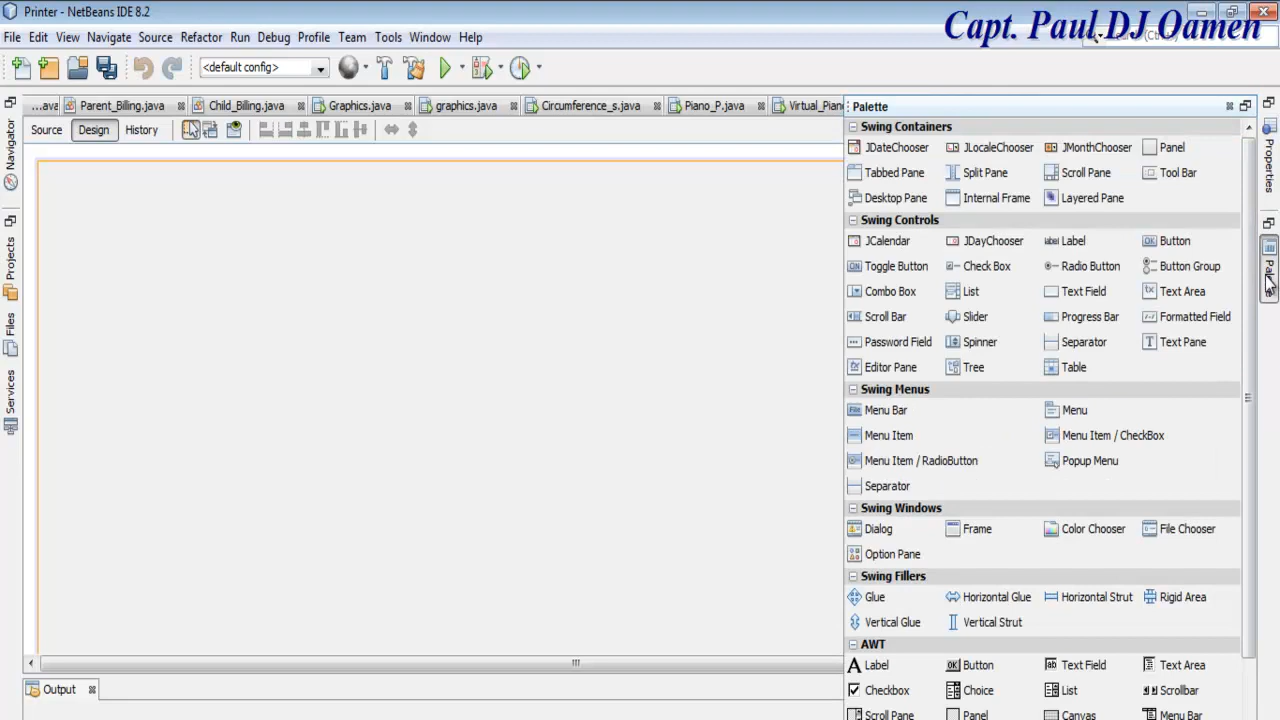 Printer - NetBeans IDE 8.2
Capt. Paul DJ Oamen
File Edit View Navigate Source Refactor Run Debug Profile Team Tools Window Help
<default config>
...ava Parent_Billing.java Child_Billing.java Graphics.java graphics.java Circumference_s.java Piano_P.java Virtual_Pian
Source Design History
Navigator
Projects
Files
Services
Palette
Swing Containers
JDateChooser JLocaleChooser JMonthChooser Panel
Tabbed Pane Split Pane Scroll Pane Tool Bar
Desktop Pane Internal Frame Layered Pane
Swing Controls
JCalendar JDayChooser Label Button
Toggle Button Check Box Radio Button Button Group
Combo Box List Text Field Text Area
Scroll Bar Slider Progress Bar Formatted Field
Password Field Spinner Separator Text Pane
Editor Pane Tree Table
Swing Menus
Menu Bar Menu
Menu Item Menu Item / CheckBox
Menu Item / RadioButton Popup Menu
Separator
Swing Windows
Dialog Frame Color Chooser File Chooser
Option Pane
Swing Fillers
Glue Horizontal Glue Horizontal Strut Rigid Area
Vertical Glue Vertical Strut
AWT
Label Button Text Field Text Area
Checkbox Choice List Scrollbar
Scroll Pane Panel Canvas Menu Bar
Properties
Output